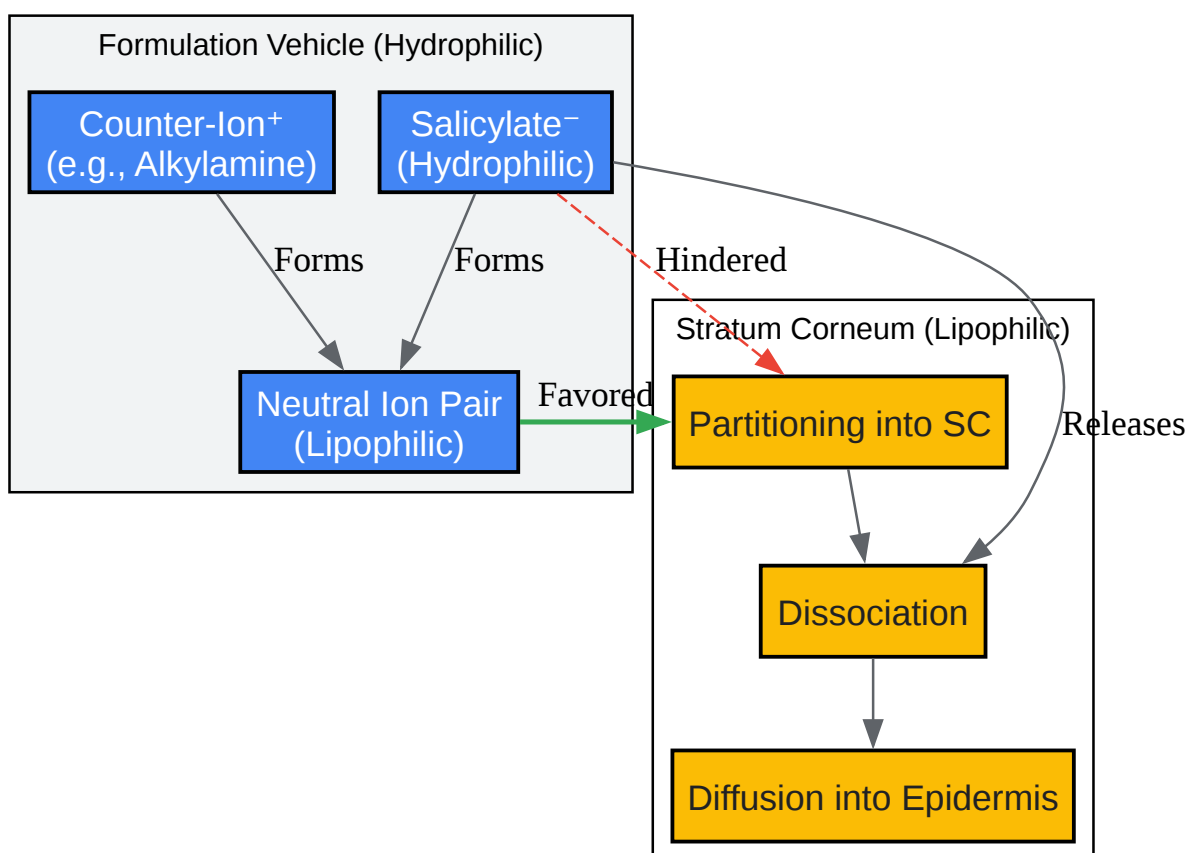 Formulation Vehicle (Hydrophilic)
Counter-Ion⁺
(e.g., Alkylamine)
Salicylate⁻
(Hydrophilic)
Forms
Forms
Hindered
Stratum Corneum (Lipophilic)
Neutral Ion Pair
(Lipophilic)
Favored
Partitioning into SC
Releases
Dissociation
Diffusion into Epidermis